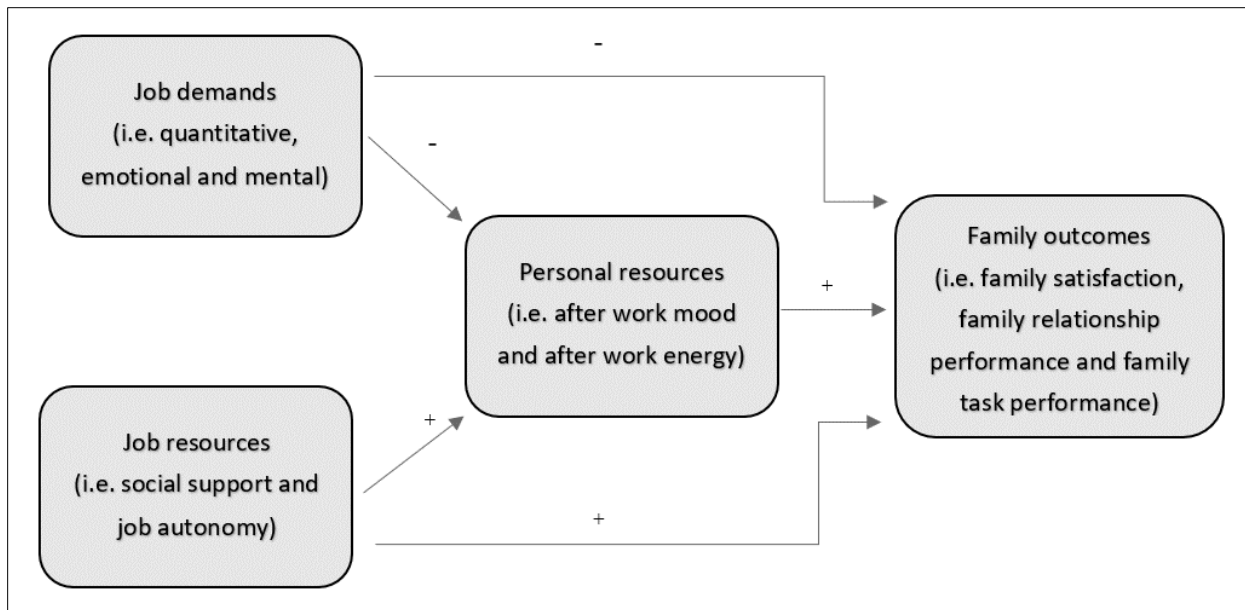 -
Job demands
(i.e. quantitative,
emotional and mental)
-
Personal resources
(i.e. after work mood
and after work energy)
+
Family outcomes
(i.e. family satisfaction,
family relationship
performance and family
task performance)
Job resources
(i.e. social support and
job autonomy)
+
+